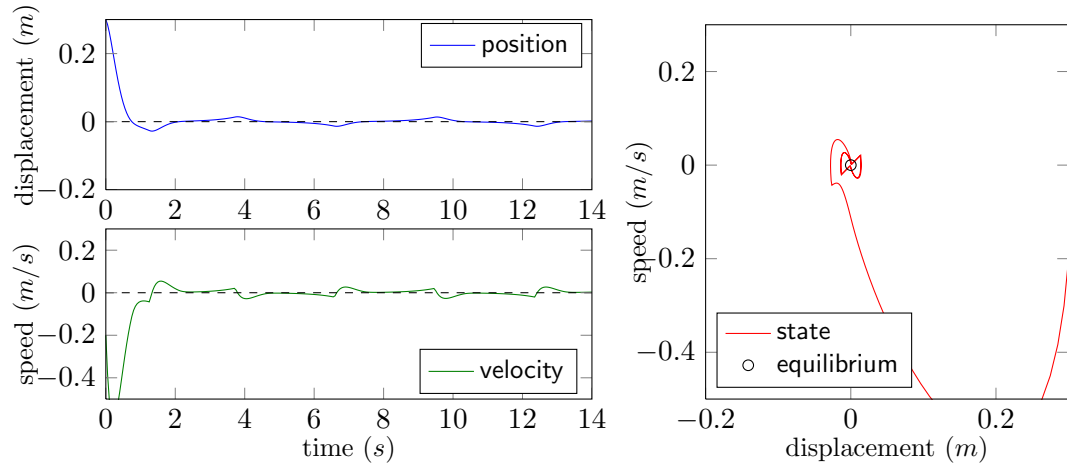 displacement (m)
0.2
0
−0.2
0 2 4 6 8 10 12 14
position
speed (m/s)
0.2
0
−0.2
−0.4
0 2 4 6 8 10 12 14
time (s)
velocity
speed (m/s)
0.2
0
−0.2
−0.4
−0.2 0 0.2
displacement (m)
state
equilibrium